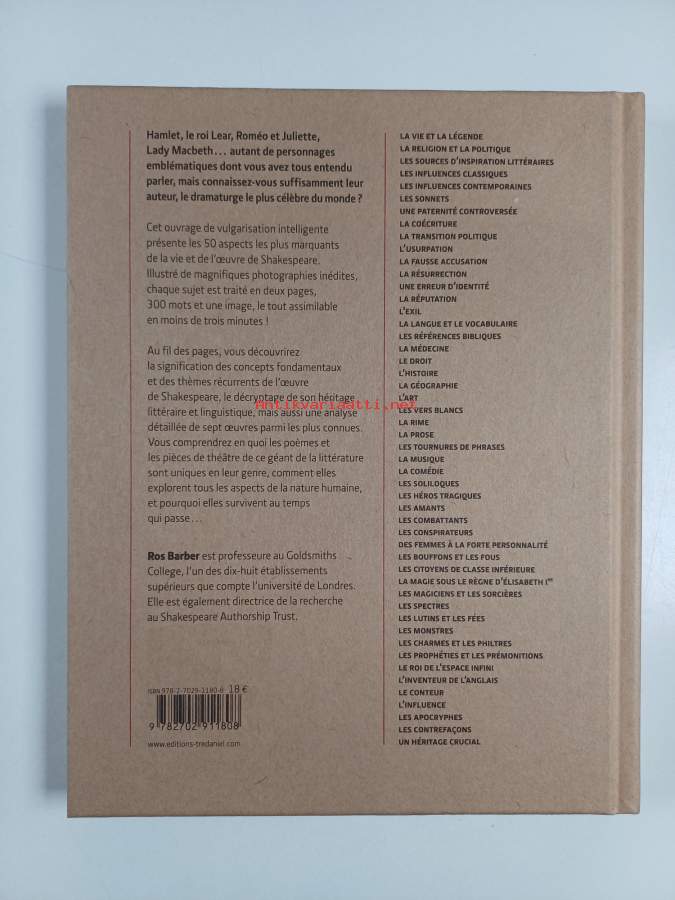 Hamlet, le roi Lear, Roméo et Juliette,
Lady Macbeth… autant de personnages
emblématiques dont vous avez tous entendu
parler, mais connaissez-vous suffisamment leur
auteur, le dramaturge le plus célèbre du monde ?
Cet ouvrage de vulgarisation intelligente
présente les 50 aspects les plus marquants
de la vie et de l'œuvre de Shakespeare.
Illustré de magnifiques photographies inédites,
chaque sujet est traité en deux pages,
300 mots et une image, le tout assimilable
en moins de trois minutes !
Au fil des pages, vous découvrirez
la signification des concepts fondamentaux
et des thèmes récurrents de l'œuvre
de Shakespeare, le décryptage de son héritage
littéraire et linguistique, mais aussi une analyse
détaillée de sept œuvres parmi les plus connues.
Vous comprendrez en quoi les poèmes et
les pièces de théâtre de ce géant de la littérature
sont uniques en leur genre, comment elles
explorent tous les aspects de la nature humaine,
et pourquoi elles survivent au temps
qui passe…
Ros Barber est professeure au Goldsmiths
College, l'un des dix-huit établissements
supérieurs que compte l'université de Londres.
Elle est également directrice de la recherche
au Shakespeare Authorship Trust.
ISBN 978-2-7029-1180-8 18 €
9 782702 911808
www.editions-tredaniel.com
LA VIE ET LA LÉGENDE
LA RELIGION ET LA POLITIQUE
LES SOURCES D'INSPIRATION LITTÉRAIRES
LES INFLUENCES CLASSIQUES
LES INFLUENCES CONTEMPORAINES
LES SONNETS
UNE PATERNITÉ CONTROVERSÉE
LA COÉCRITURE
LA TRANSITION POLITIQUE
L'USURPATION
LA FAUSSE ACCUSATION
LA RÉSURRECTION
UNE ERREUR D'IDENTITÉ
LA RÉPUTATION
L'EXIL
LA LANGUE ET LE VOCABULAIRE
LES RÉFÉRENCES BIBLIQUES
LA MÉDECINE
LE DROIT
L'HISTOIRE
LA GÉOGRAPHIE
L'ART
LES VERS BLANCS
LA RIME
LA PROSE
LES TOURNURES DE PHRASES
LA MUSIQUE
LA COMÉDIE
LES SOLILOQUES
LES HÉROS TRAGIQUES
LES AMANTS
LES COMBATTANTS
LES CONSPIRATEURS
DES FEMMES À LA FORTE PERSONNALITÉ
LES BOUFFONS ET LES FOUS
LES CITOYENS DE CLASSE INFÉRIEURE
LA MAGIE SOUS LE RÈGNE D'ÉLISABETH Ire
LES MAGICIENS ET LES SORCIÈRES
LES SPECTRES
LES LUTINS ET LES FÉES
LES MONSTRES
LES CHARMES ET LES PHILTRES
LES PROPHÉTIES ET LES PRÉMONITIONS
LE ROI DE L'ESPACE INFINI
L'INVENTEUR DE L'ANGLAIS
LE CONTEUR
L'INFLUENCE
LES APOCRYPHES
LES CONTREFAÇONS
UN HÉRITAGE CRUCIAL
Antikvariaatti.net